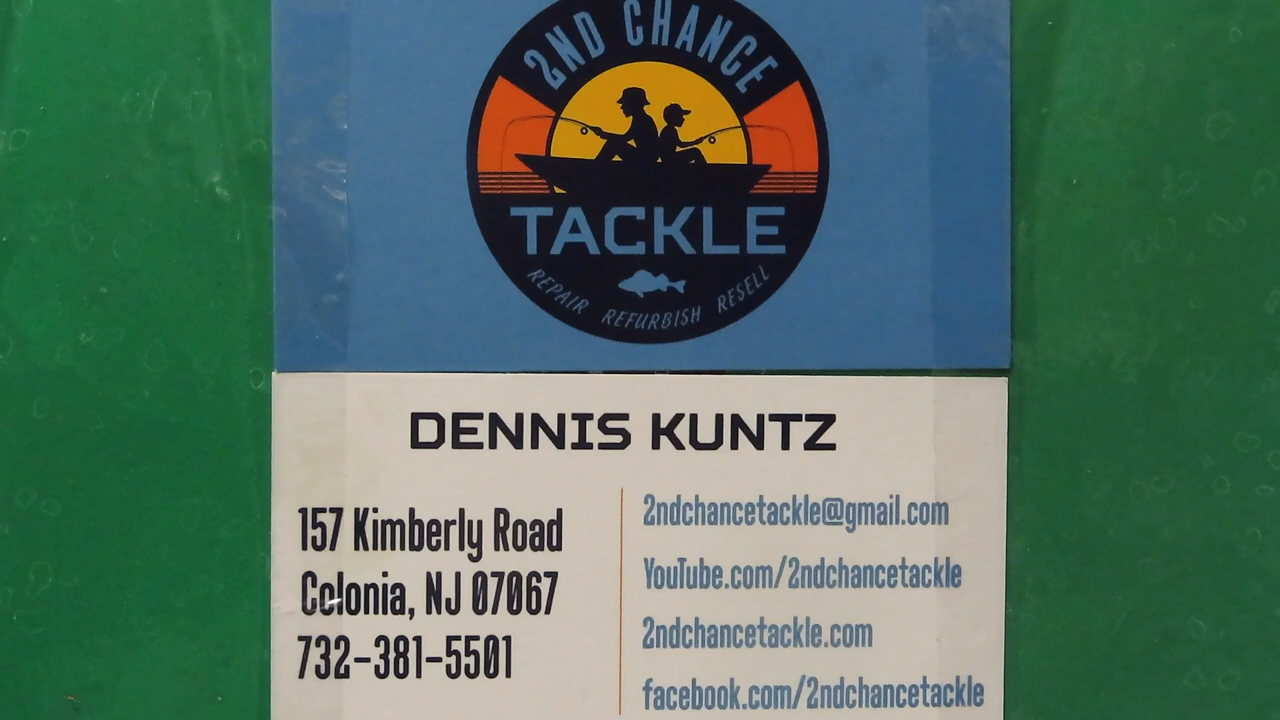 2ND CHANCE
TACKLE
REPAIR REFURBISH RESELL
DENNIS KUNTZ
157 Kimberly Road
Colonia, NJ 07067
732-381-5501
2ndchancetackle@gmail.com
YouTube.com/2ndchancetackle
2ndchancetackle.com
facebook.com/2ndchancetackle